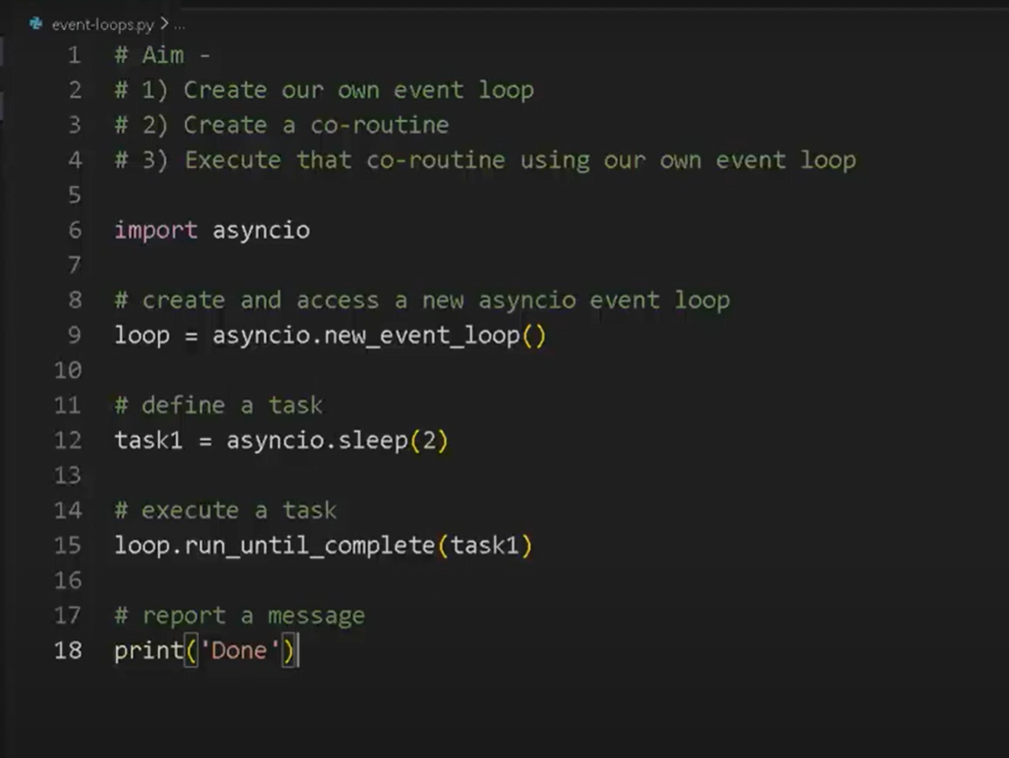 event-loops.py > ...
1 # Aim -
2 # 1) Create our own event loop
3 # 2) Create a co-routine
4 # 3) Execute that co-routine using our own event loop
5
6 import asyncio
7
8 # create and access a new asyncio event loop
9 loop = asyncio.new_event_loop()
10
11 # define a task
12 task1 = asyncio.sleep(2)
13
14 # execute a task
15 loop.run_until_complete(task1)
16
17 # report a message
18 print('Done')